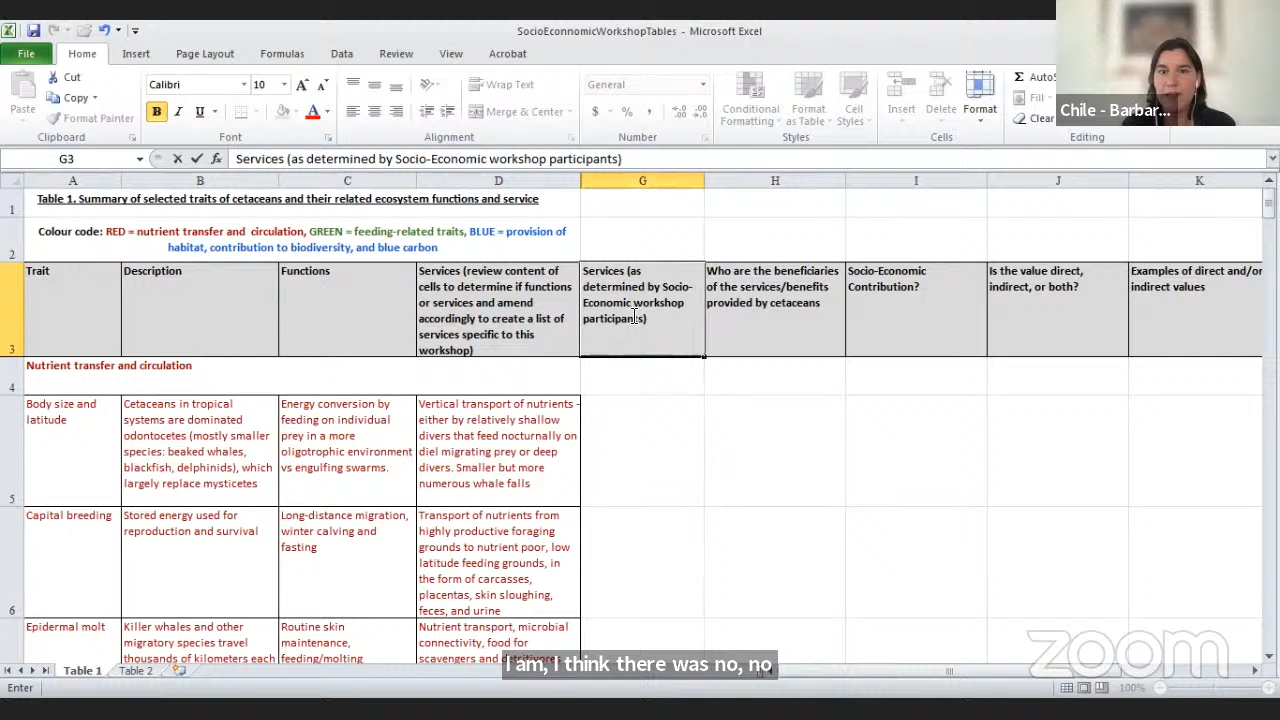 SocioEconnomicWorkshopTables - Microsoft Excel
File Home Insert Page Layout Formulas Data Review View Acrobat
Paste
Cut
Copy
Format Painter
Clipboard
Calibri 10
B I U
Font
Wrap Text
Merge & Center
Alignment
General
$ % ,
Number
Conditional Formatting
Format as Table
Cell Styles
Styles
Insert
Delete
Format
Cells
Σ Auto
Fill
Clea
Editing
Chile - Barbar...
G3 fx Services (as determined by Socio-Economic workshop participants)
A B C D G H I J K
1
Table 1. Summary of selected traits of cetaceans and their related ecosystem functions and service
2
Colour code: RED = nutrient transfer and circulation, GREEN = feeding-related traits, BLUE = provision of
habitat, contribution to biodiversity, and blue carbon
3
Trait
Description
Functions
Services (review content of
cells to determine if functions
or services and amend
accordingly to create a list of
services specific to this
workshop)
Services (as
determined by Socio-
Economic workshop
participants)
Who are the beneficiaries
of the services/benefits
provided by cetaceans
Socio-Economic
Contribution?
Is the value direct,
indirect, or both?
Examples of direct and/or
indirect values
4
Nutrient transfer and circulation
5
Body size and
latitude
Cetaceans in tropical
systems are dominated
odontocetes (mostly smaller
species: beaked whales,
blackfish, delphinids), which
largely replace mysticetes
Energy conversion by
feeding on individual
prey in a more
oligotrophic environment
vs engulfing swarms.
Vertical transport of nutrients -
either by relatively shallow
divers that feed nocturnally on
diel migrating prey or deep
divers. Smaller but more
numerous whale falls
6
Capital breeding
Stored energy used for
reproduction and survival
Long-distance migration,
winter calving and
fasting
Transport of nutrients from
highly productive foraging
grounds to nutrient poor, low
latitude feeding grounds, in
the form of carcasses,
placentas, skin sloughing,
feces, and urine
Epidermal molt
Killer whales and other
migratory species travel
thousands of kilometers each
Routine skin
maintenance,
feeding/molting
Nutrient transport, microbial
connectivity, food for
scavengers and detritivores
I am, I think there was no, no
zoom
Table 1 Table 2
Enter
100%